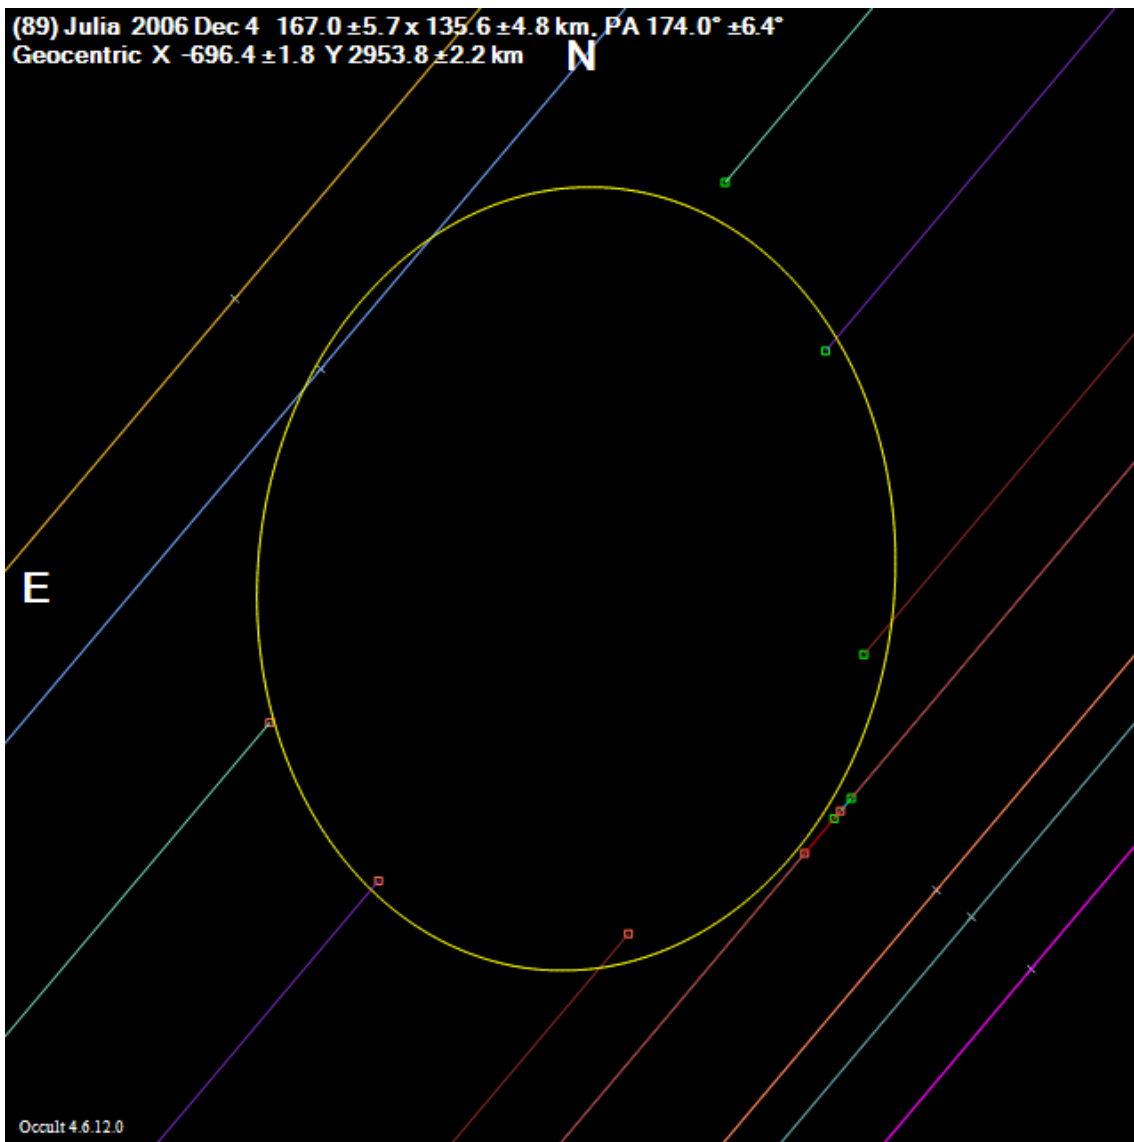 (89) Julia 2006 Dec 4 167.0 ±5.7 x 135.6 ±4.8 km, PA 174.0° ±6.4°
Geocentric X -696.4 ±1.8 Y 2953.8 ±2.2 km
N
E
Occult 4.6.12.0